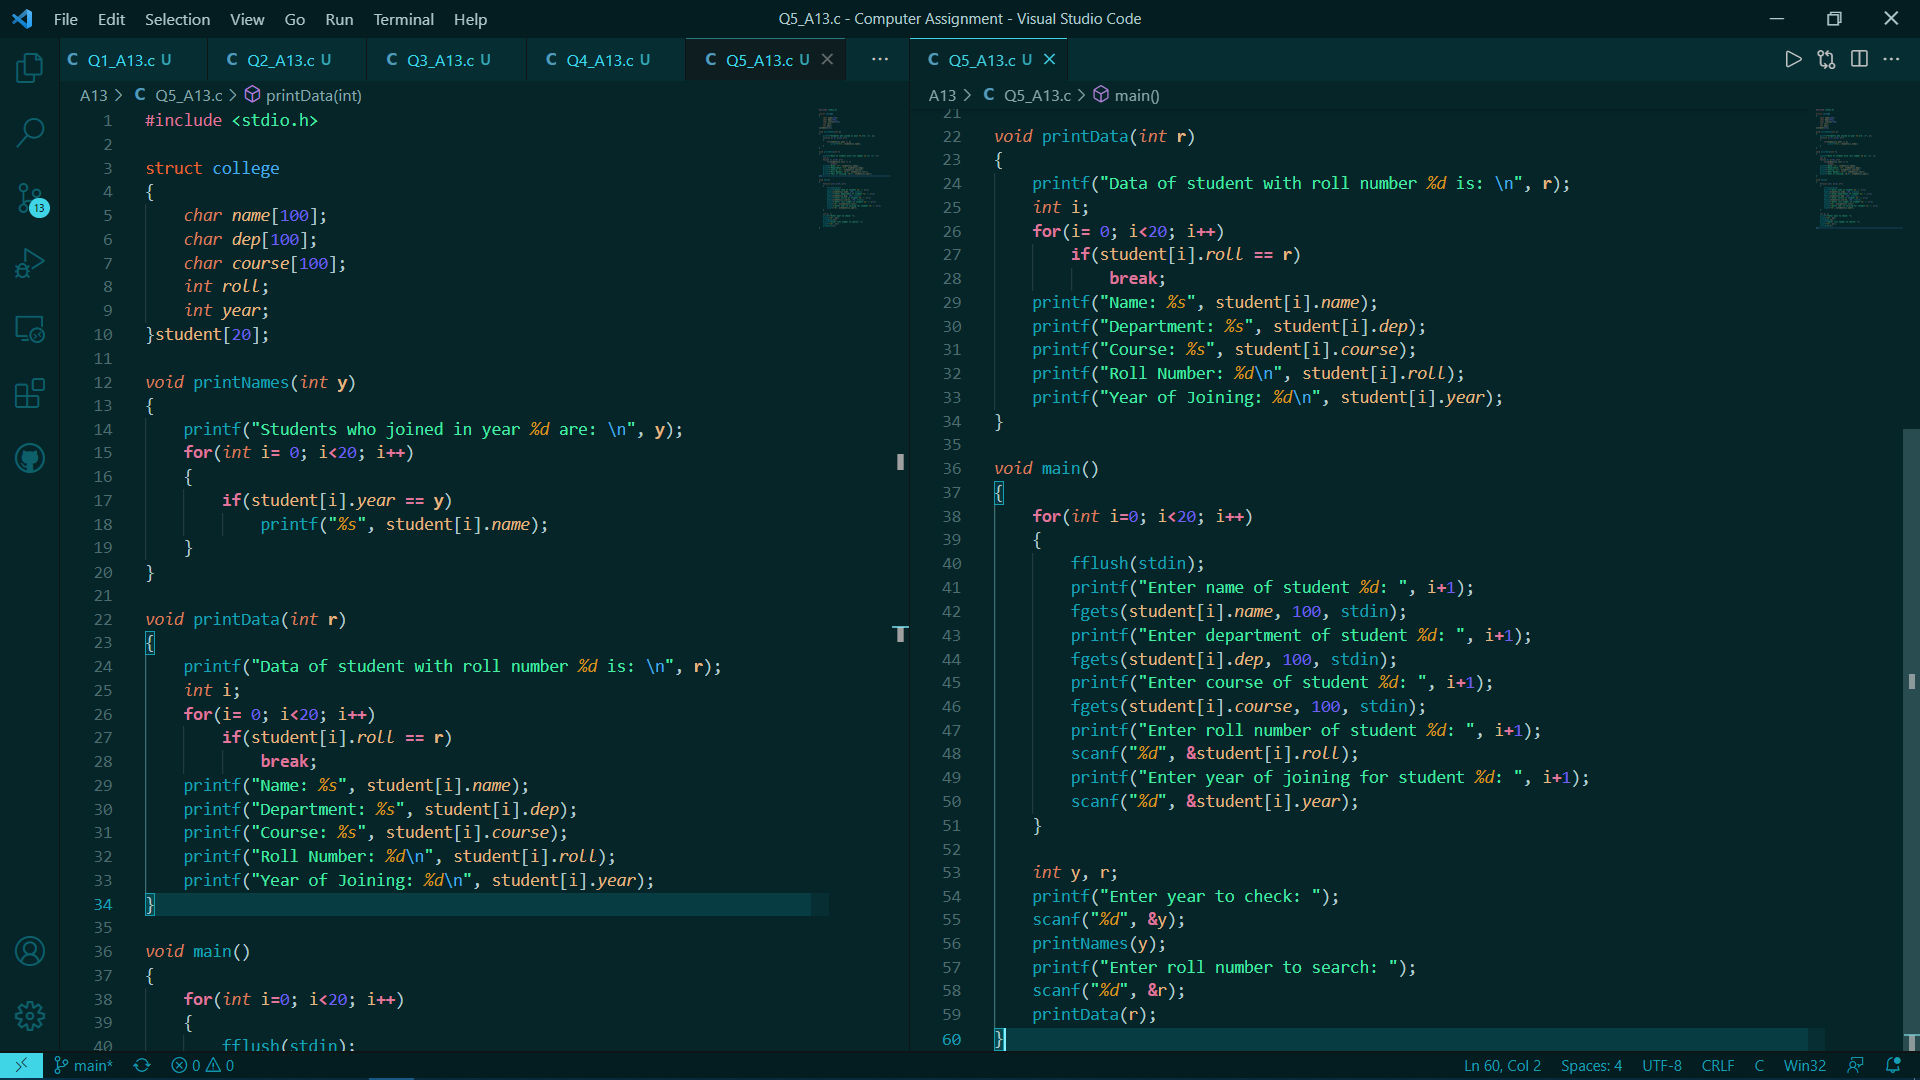 File Edit Selection View Go Run Terminal Help
Q5_A13.c - Computer Assignment - Visual Studio Code
C Q1_A13.c U C Q2_A13.c U C Q3_A13.c U C Q4_A13.c U C Q5_A13.c U
A13 > C Q5_A13.c > printData(int)
1 #include <stdio.h>
2
3 struct college
4 {
5     char name[100];
6     char dep[100];
7     char course[100];
8     int roll;
9     int year;
10 }student[20];
11
12 void printNames(int y)
13 {
14     printf("Students who joined in year %d are: \n", y);
15     for(int i= 0; i<20; i++)
16     {
17         if(student[i].year == y)
18             printf("%s", student[i].name);
19     }
20 }
21
22 void printData(int r)
23 {
24     printf("Data of student with roll number %d is: \n", r);
25     int i;
26     for(i= 0; i<20; i++)
27         if(student[i].roll == r)
28             break;
29     printf("Name: %s", student[i].name);
30     printf("Department: %s", student[i].dep);
31     printf("Course: %s", student[i].course);
32     printf("Roll Number: %d\n", student[i].roll);
33     printf("Year of Joining: %d\n", student[i].year);
34 }
35
36 void main()
37 {
38     for(int i=0; i<20; i++)
39     {
40         fflush(stdin);
C Q5_A13.c U
A13 > C Q5_A13.c > main()
21
22 void printData(int r)
23 {
24     printf("Data of student with roll number %d is: \n", r);
25     int i;
26     for(i= 0; i<20; i++)
27         if(student[i].roll == r)
28             break;
29     printf("Name: %s", student[i].name);
30     printf("Department: %s", student[i].dep);
31     printf("Course: %s", student[i].course);
32     printf("Roll Number: %d\n", student[i].roll);
33     printf("Year of Joining: %d\n", student[i].year);
34 }
35
36 void main()
37 {
38     for(int i=0; i<20; i++)
39     {
40         fflush(stdin);
41         printf("Enter name of student %d: ", i+1);
42         fgets(student[i].name, 100, stdin);
43         printf("Enter department of student %d: ", i+1);
44         fgets(student[i].dep, 100, stdin);
45         printf("Enter course of student %d: ", i+1);
46         fgets(student[i].course, 100, stdin);
47         printf("Enter roll number of student %d: ", i+1);
48         scanf("%d", &student[i].roll);
49         printf("Enter year of joining for student %d: ", i+1);
50         scanf("%d", &student[i].year);
51     }
52
53     int y, r;
54     printf("Enter year to check: ");
55     scanf("%d", &y);
56     printNames(y);
57     printf("Enter roll number to search: ");
58     scanf("%d", &r);
59     printData(r);
60 }
13
main* 0 0
Ln 60, Col 2 Spaces: 4 UTF-8 CRLF C Win32